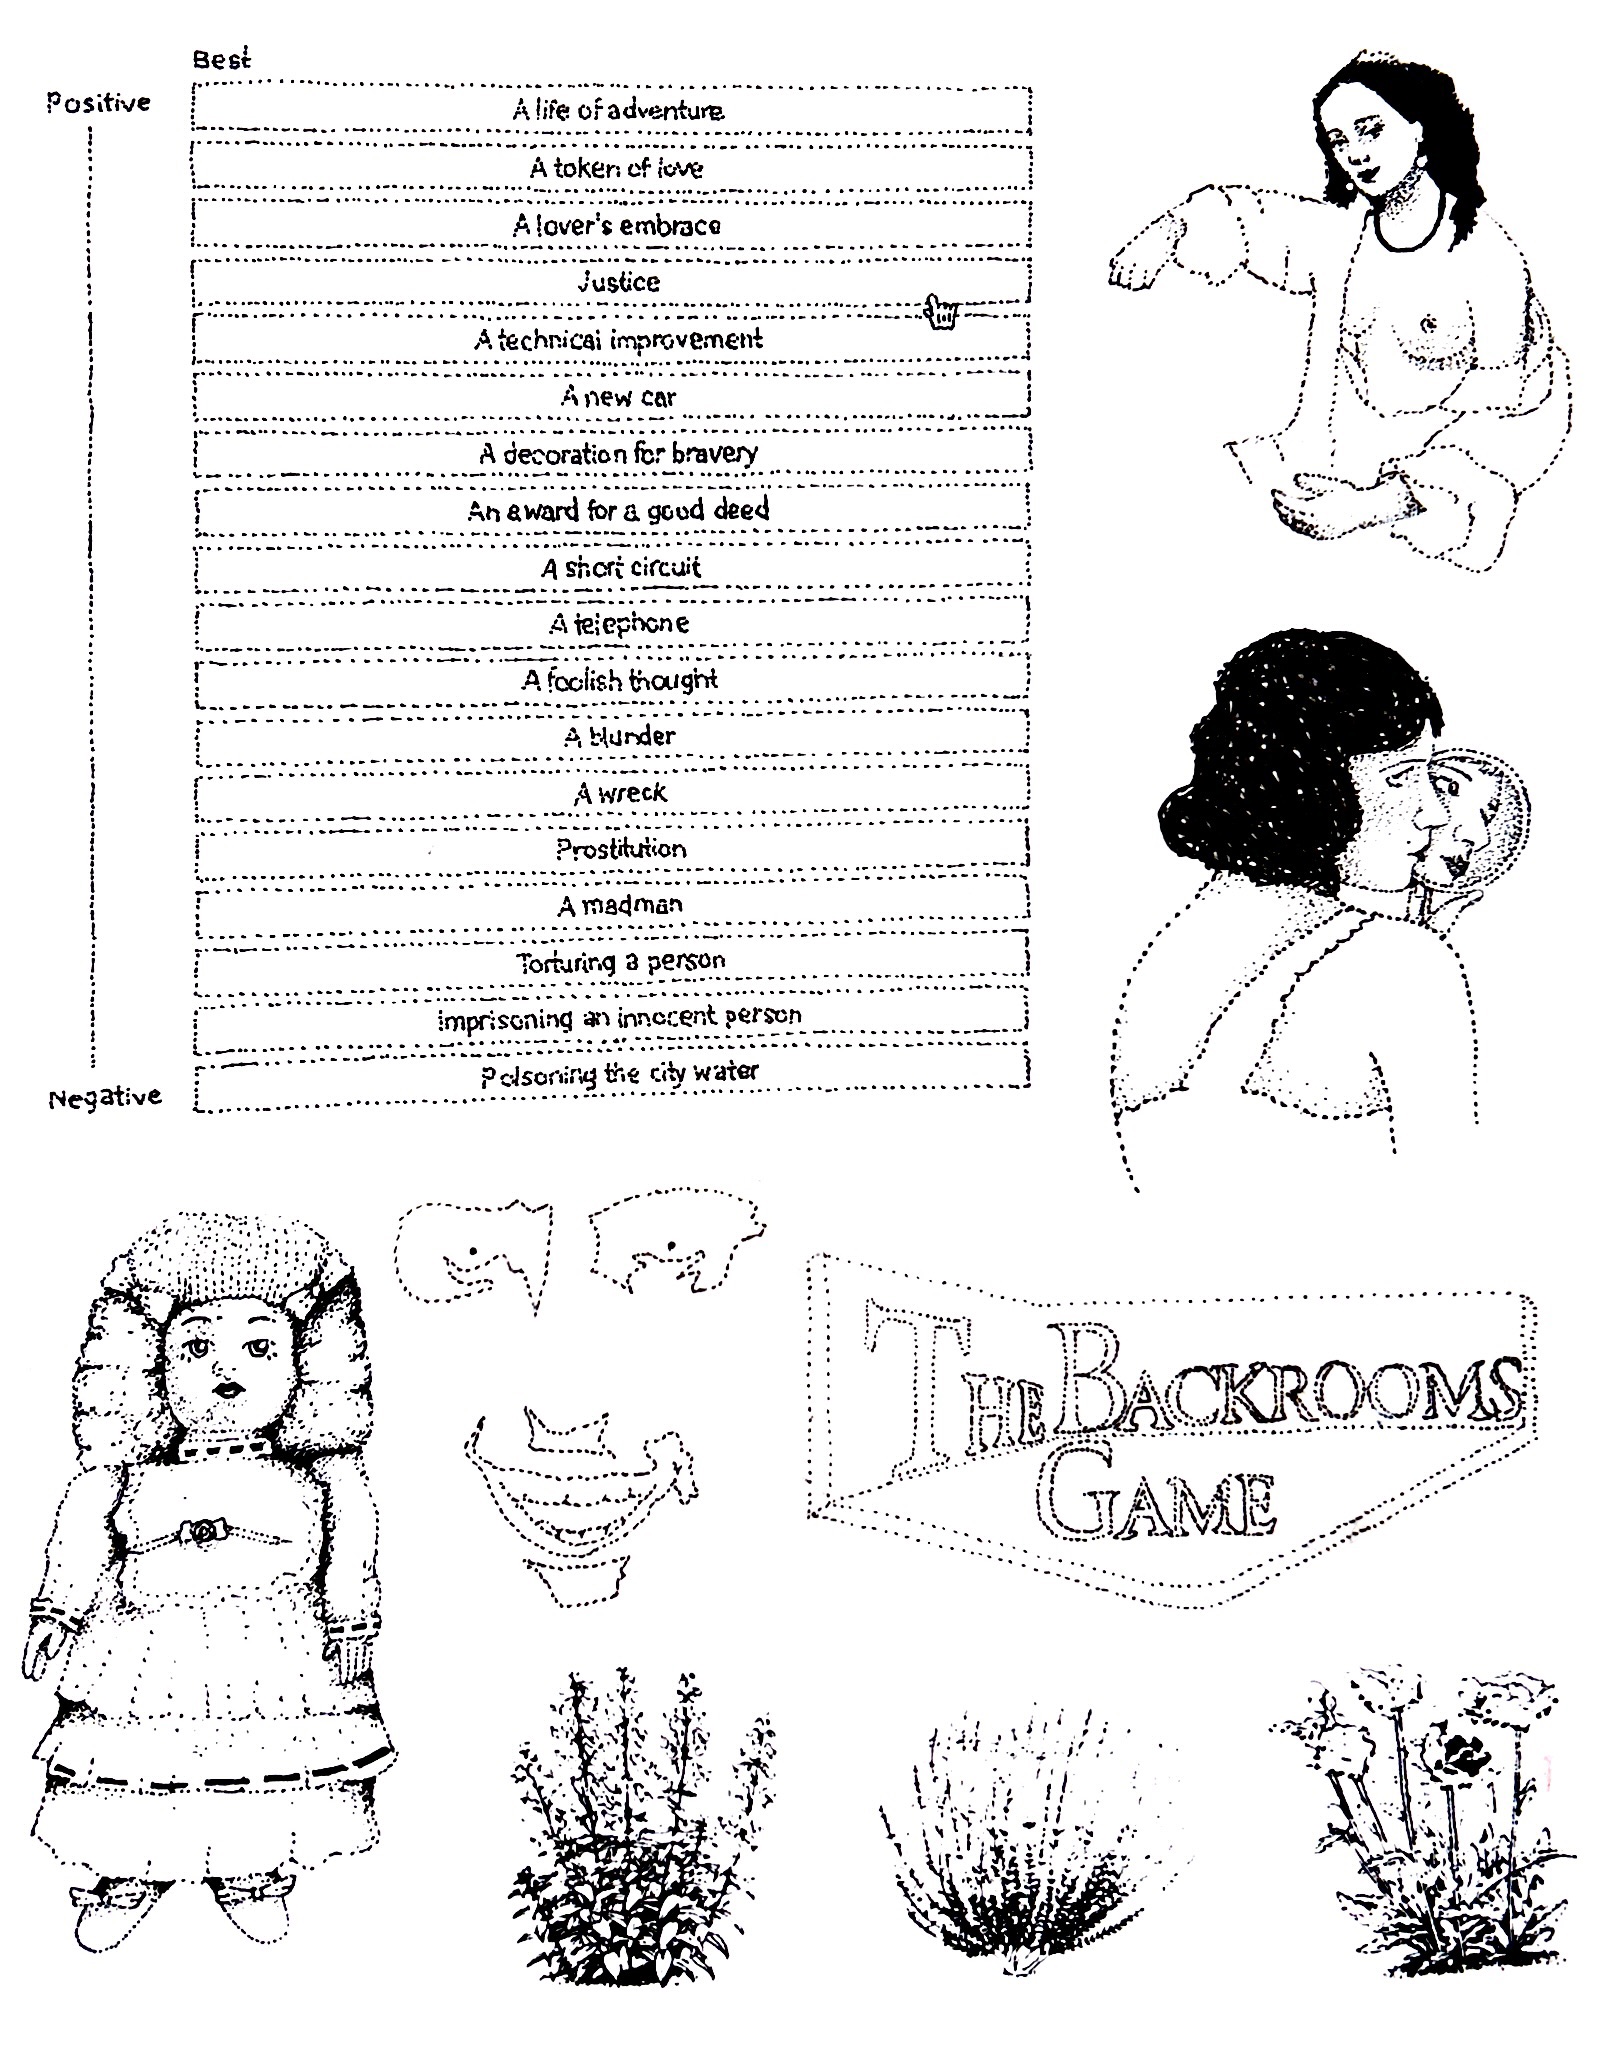 Best
Positive
A life of adventure
A token of love
A lover's embrace
Justice
A technical improvement
A new car
A decoration for bravery
An award for a good deed
A short circuit
A telephone
A foolish thought
A blunder
A wreck
Prostitution
A madman
Torturing a person
Imprisoning an innocent person
Poisoning the city water
Negative
THE BACKROOMS
GAME